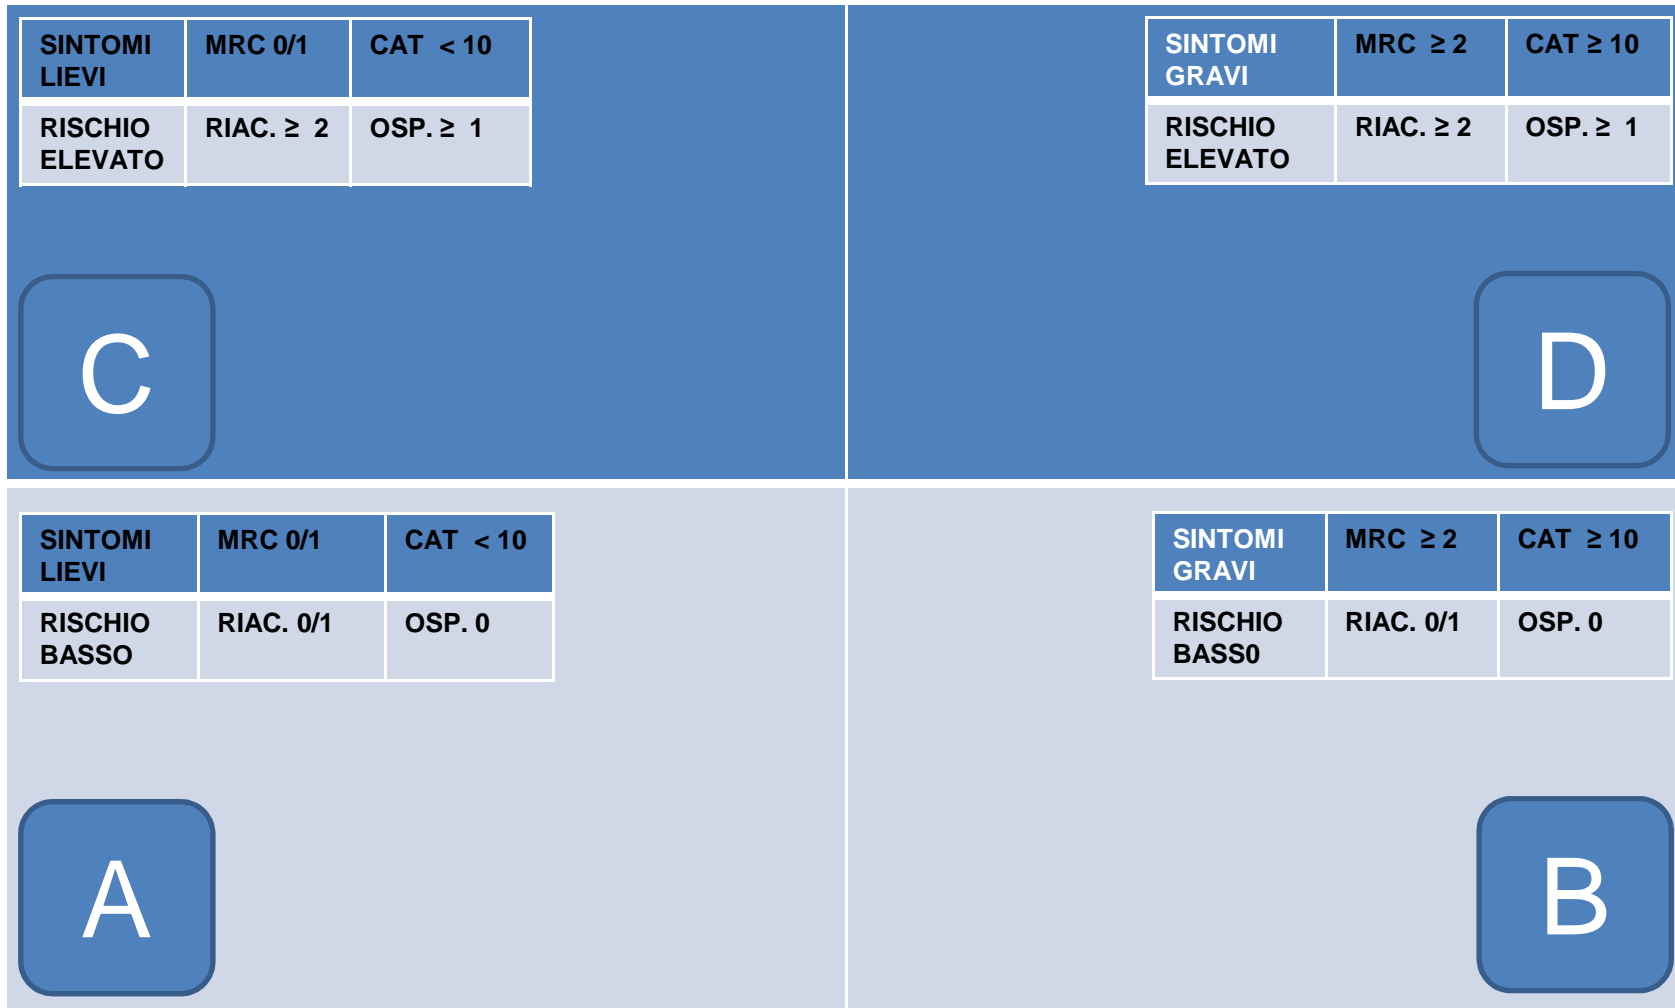 SINTOMI LIEVI MRC 0/1 CAT < 10
RISCHIO ELEVATO RIAC. ≥ 2 OSP. ≥ 1
C
SINTOMI GRAVI MRC ≥ 2 CAT ≥ 10
RISCHIO ELEVATO RIAC. ≥ 2 OSP. ≥ 1
D
SINTOMI LIEVI MRC 0/1 CAT < 10
RISCHIO BASSO RIAC. 0/1 OSP. 0
A
SINTOMI GRAVI MRC ≥ 2 CAT ≥ 10
RISCHIO BASS0 RIAC. 0/1 OSP. 0
B